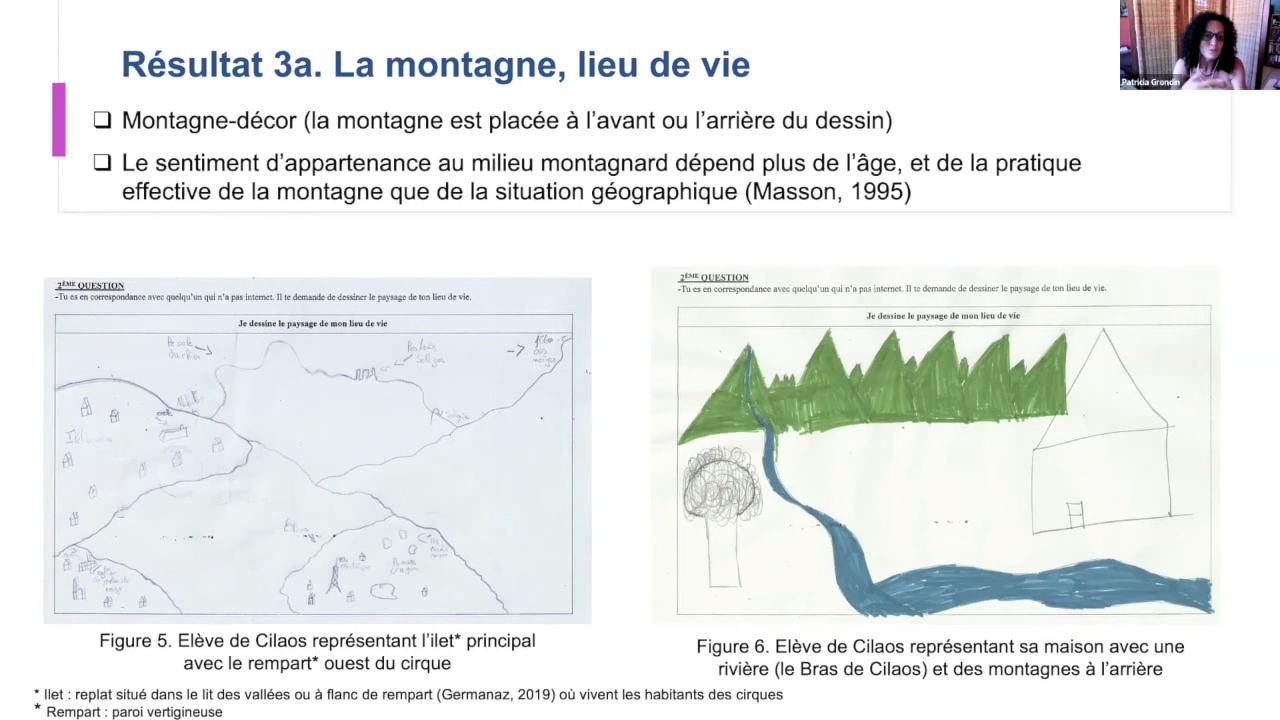 Résultat 3a. La montagne, lieu de vie
Patricia Grondin
❑ Montagne-décor (la montagne est placée à l'avant ou l'arrière du dessin)
❑ Le sentiment d'appartenance au milieu montagnard dépend plus de l'âge, et de la pratique
effective de la montagne que de la situation géographique (Masson, 1995)
2ÈME QUESTION
-Tu es en correspondance avec quelqu'un qui n'a pas internet. Il te demande de dessiner le paysage de ton lieu de vie.
Je dessine le paysage de mon lieu de vie
2ÈME QUESTION
-Tu es en correspondance avec quelqu'un qui n'a pas internet. Il te demande de dessiner le paysage de ton lieu de vie.
Je dessine le paysage de mon lieu de vie
Figure 5. Elève de Cilaos représentant l'ilet* principal
avec le rempart* ouest du cirque
Figure 6. Elève de Cilaos représentant sa maison avec une
rivière (le Bras de Cilaos) et des montagnes à l'arrière
* Ilet : replat situé dans le lit des vallées ou à flanc de rempart (Germanaz, 2019) où vivent les habitants des cirques
* Rempart : paroi vertigineuse